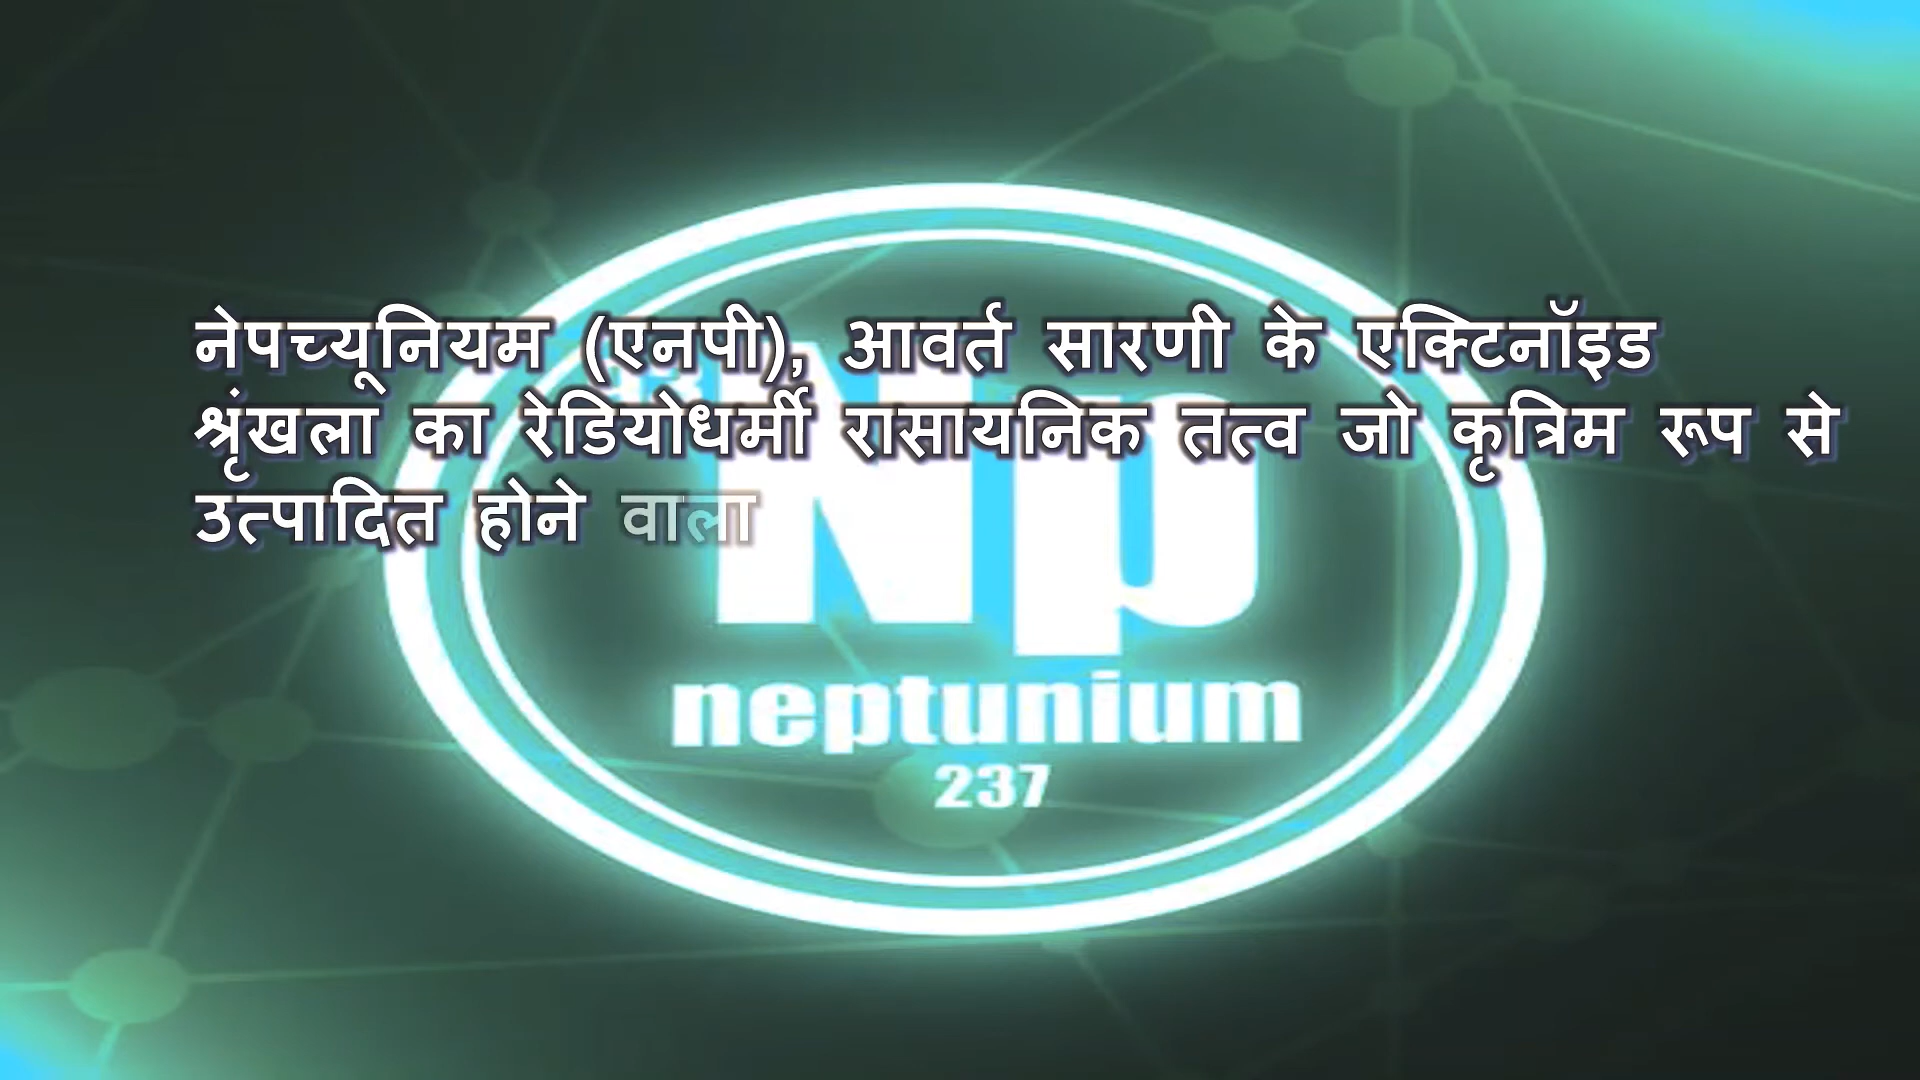 नेपच्यूनियम (एनपी), आवर्त सारणी के एक्टिनॉइड
श्रृंखला का रेडियोधर्मी रासायनिक तत्व जो कृत्रिम रूप से
उत्पादित होने वाला
Np
neptunium
237